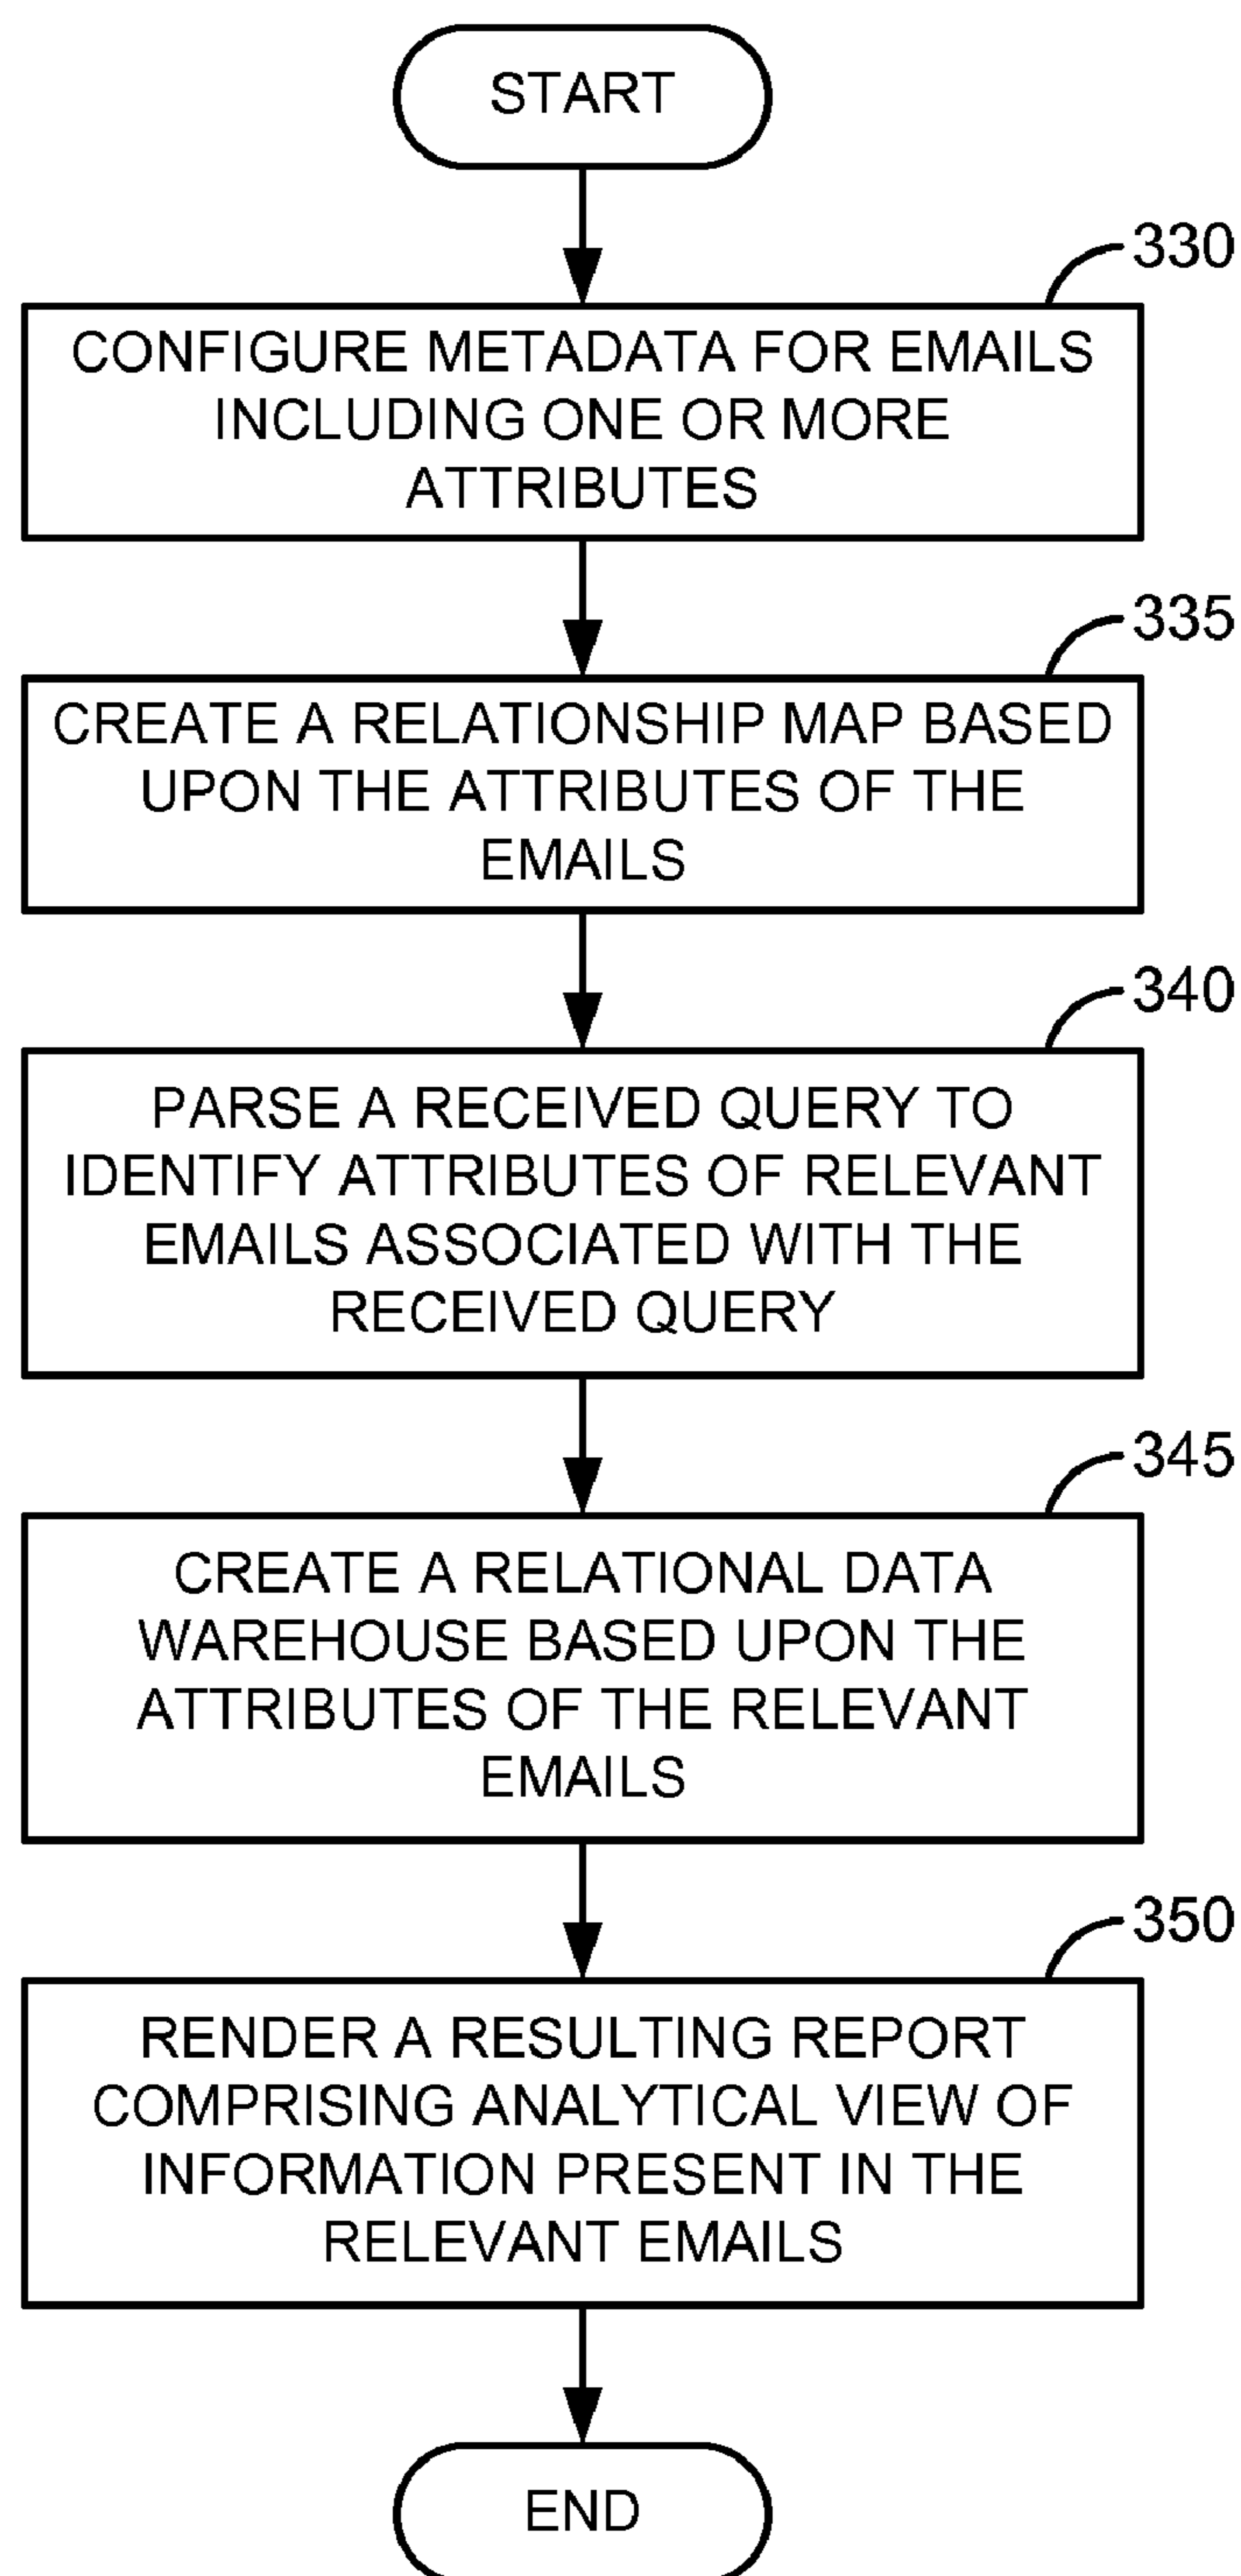 START
330
CONFIGURE METADATA FOR EMAILS
INCLUDING ONE OR MORE
ATTRIBUTES
335
CREATE A RELATIONSHIP MAP BASED
UPON THE ATTRIBUTES OF THE
EMAILS
340
PARSE A RECEIVED QUERY TO
IDENTIFY ATTRIBUTES OF RELEVANT
EMAILS ASSOCIATED WITH THE
RECEIVED QUERY
345
CREATE A RELATIONAL DATA
WAREHOUSE BASED UPON THE
ATTRIBUTES OF THE RELEVANT
EMAILS
350
RENDER A RESULTING REPORT
COMPRISING ANALYTICAL VIEW OF
INFORMATION PRESENT IN THE
RELEVANT EMAILS
END